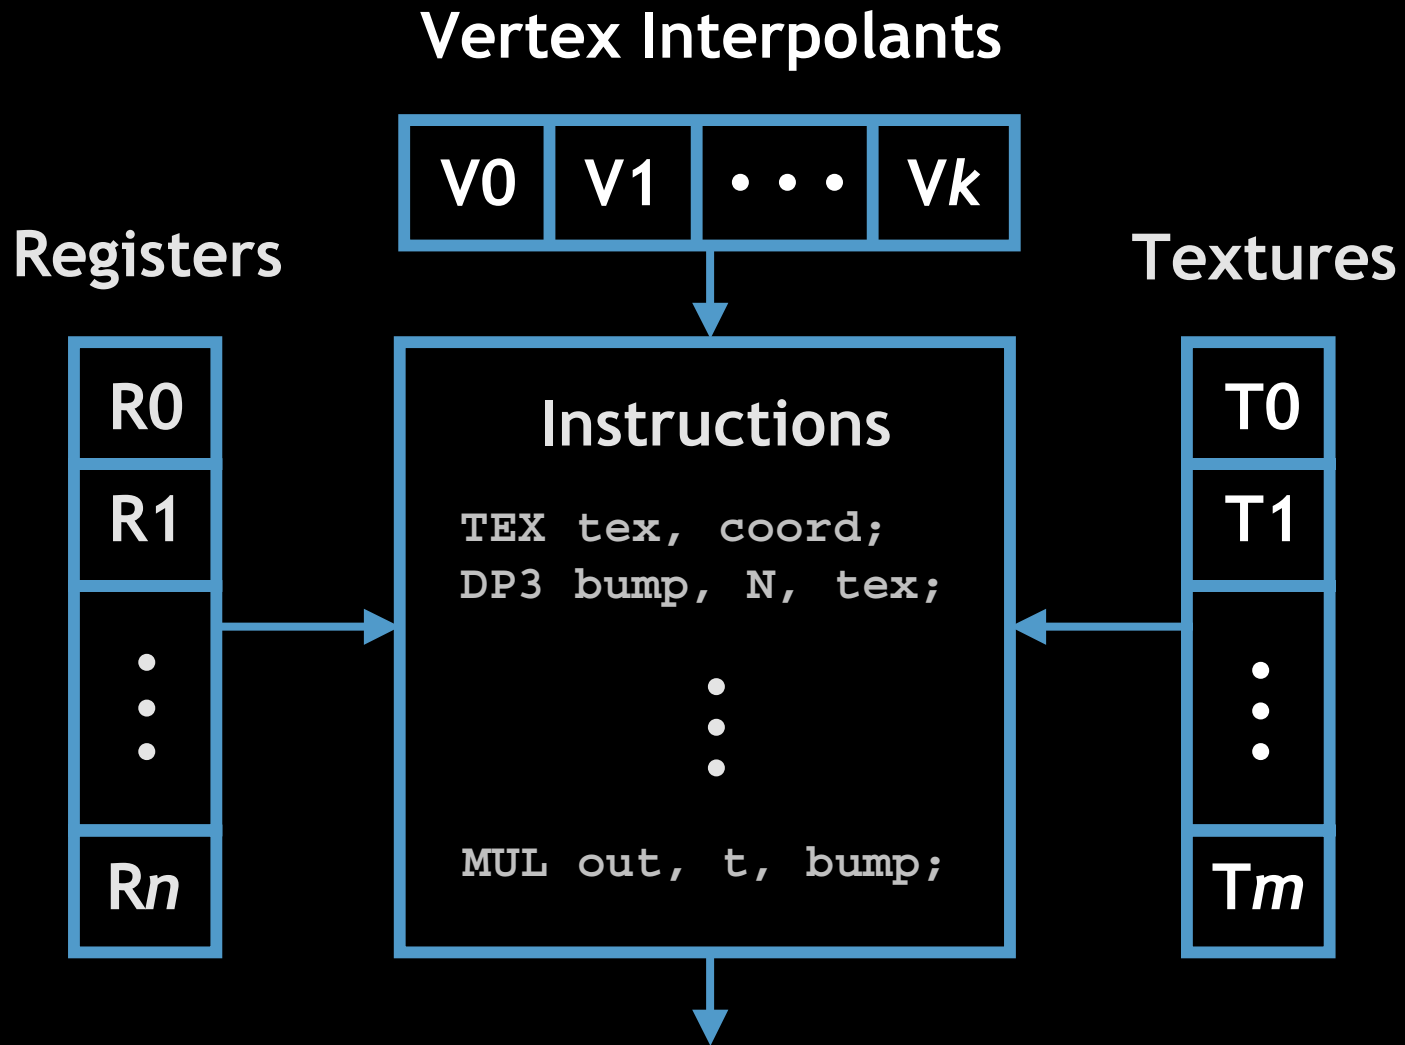 Vertex Interpolants
V0 V1 • • • Vk
Registers
Textures
R0
R1
Rn
Instructions
TEX tex, coord;
DP3 bump, N, tex;
MUL out, t, bump;
T0
T1
Tm